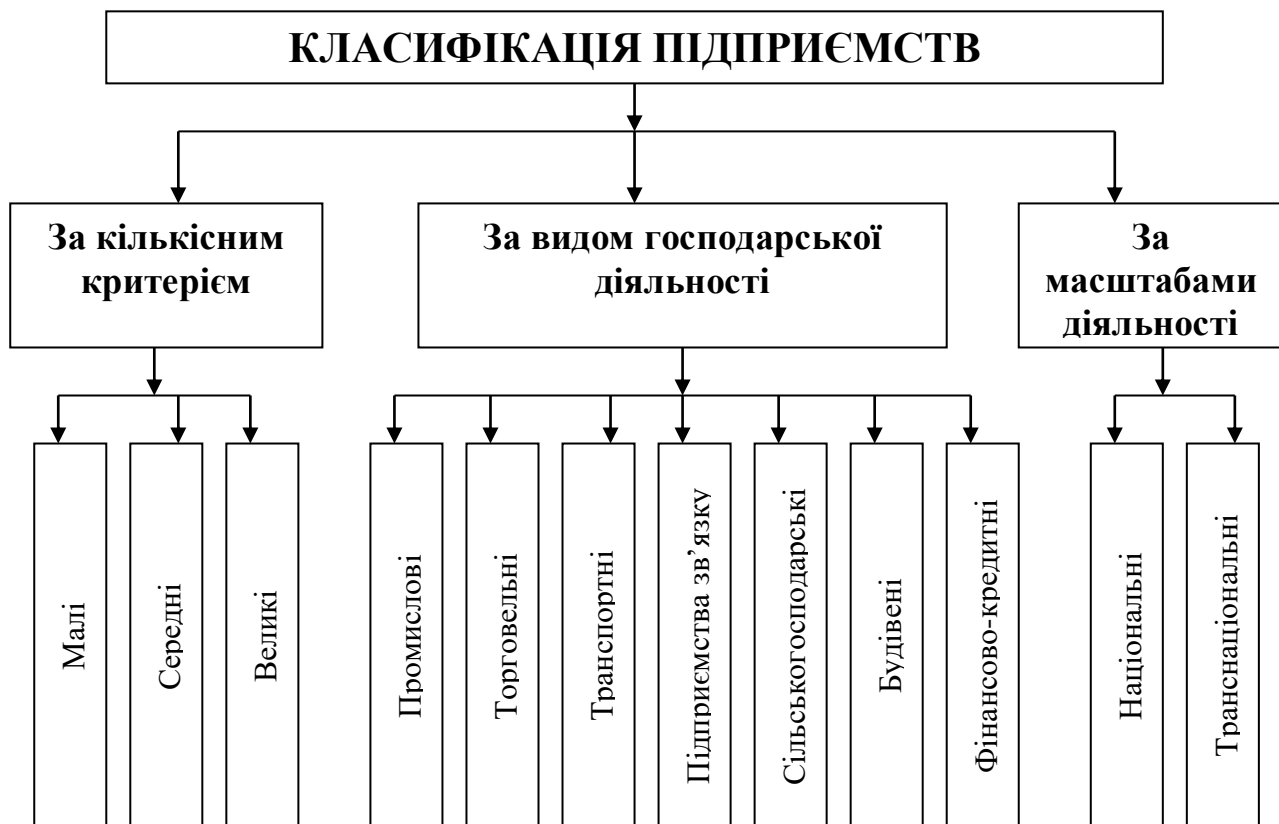 КЛАСИФІКАЦІЯ ПІДПРИЄМСТВ
За кількісним
критерієм
За видом господарської
діяльності
За
масштабами
діяльності
Малі
Середні
Великі
Промислові
Торговельні
Транспортні
Підприємства зв’язку
Сільськогосподарські
Будівені
Фінансово-кредитні
Національні
Транснаціональні